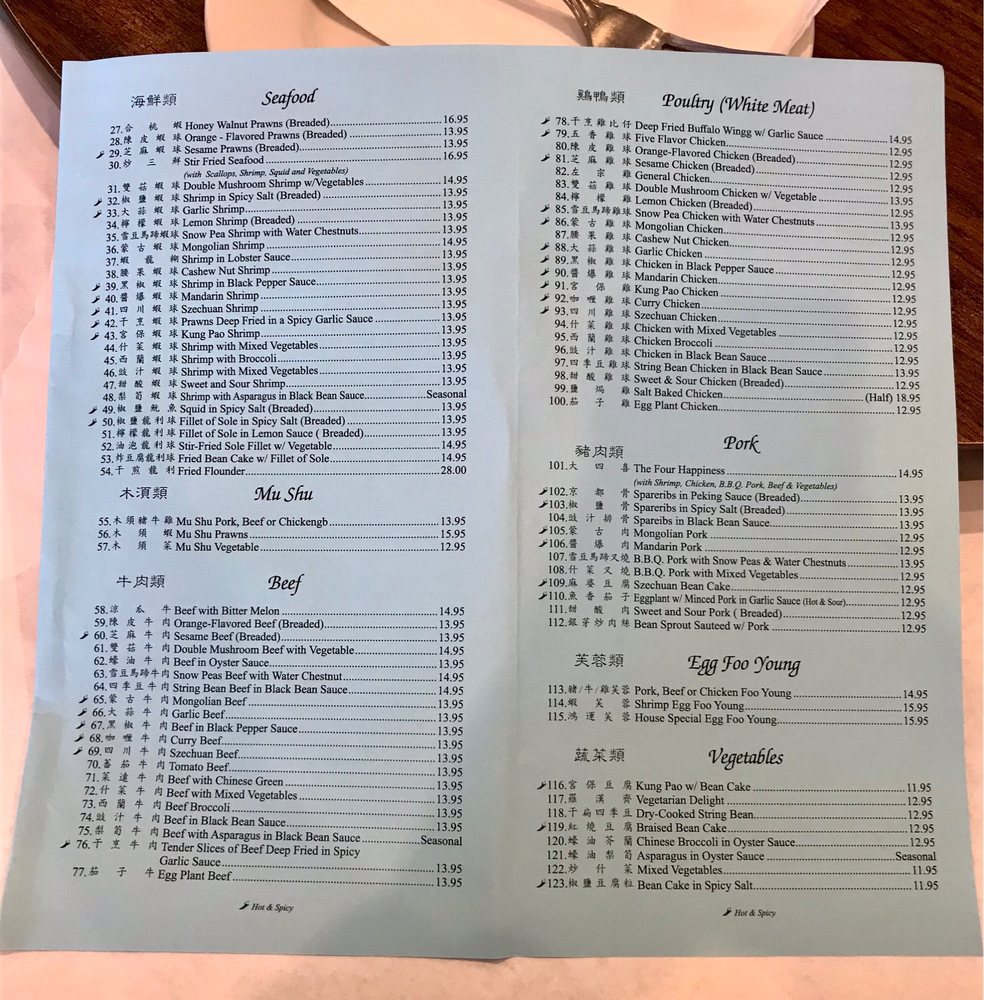 海鮮類 Seafood
27.合桃蝦 Honey Walnut Prawns (Breaded) 16.95
28.陳皮蝦球 Orange - Flavored Prawns (Breaded) 13.95
29.芝麻蝦球 Sesame Prawns (Breaded) 13.95
30.炒三鮮 Stir Fried Seafood 16.95
(with Scallops, Shrimp, Squid and Vegetables)
31.雙菇蝦球 Double Mushroom Shrimp w/Vegetables 14.95
32.椒鹽蝦球 Shrimp in Spicy Salt (Breaded) 13.95
33.大蒜蝦球 Garlic Shrimp 13.95
34.檸檬蝦球 Lemon Shrimp (Breaded) 13.95
35.雪豆馬蹄蝦球 Snow Pea Shrimp with Water Chestnuts 13.95
36.蒙古蝦球 Mongolian Shrimp 14.95
37.蝦龍糊 Shrimp in Lobster Sauce 13.95
38.腰果蝦球 Cashew Nut Shrimp 13.95
39.黑椒蝦球 Shrimp in Black Pepper Sauce 13.95
40.醬爆蝦球 Mandarin Shrimp 13.95
41.四川蝦球 Szechuan Shrimp 13.95
42.干烹蝦球 Prawns Deep Fried in a Spicy Garlic Sauce 13.95
43.宮保蝦球 Kung Pao Shrimp 13.95
44.什菜蝦球 Shrimp with Mixed Vegetables 13.95
45.西蘭蝦球 Shrimp with Broccoli 13.95
46.豉汁蝦球 Shrimp with Mixed Vegetables 13.95
47.甜酸蝦球 Sweet and Sour Shrimp 13.95
48.梨筍蝦球 Shrimp with Asparagus in Black Bean Sauce Seasonal
49.椒鹽魷魚 Squid in Spicy Salt (Breaded) 13.95
50.椒鹽龍利球 Fillet of Sole in Spicy Salt (Breaded) 13.95
51.檸檬龍利球 Fillet of Sole in Lemon Sauce ( Breaded) 13.95
52.油泡龍利球 Stir-Fried Sole Fillet w/ Vegetable 14.95
53.炸豆腐龍利球 Fried Bean Cake w/ Fillet of Sole 14.95
54.干煎龍利 Fried Flounder 28.00
木須類 Mu Shu
55.木須豬牛雞 Mu Shu Pork, Beef or Chickengb 13.95
56.木須蝦 Mu Shu Prawns 15.95
57.木須菜 Mu Shu Vegetable 12.95
牛肉類 Beef
58.涼瓜牛 Beef with Bitter Melon 14.95
59.陳皮牛肉 Orange-Flavored Beef (Breaded) 13.95
60.芝麻牛肉 Sesame Beef (Breaded) 13.95
61.雙菇牛肉 Double Mushroom Beef with Vegetable 14.95
62.蠔油牛肉 Beef in Oyster Sauce 13.95
63.雪豆馬蹄牛肉 Snow Peas Beef with Water Chestnut 13.95
64.四季豆牛肉 String Bean Beef in Black Bean Sauce 14.95
65.蒙古牛肉 Mongolian Beef 13.95
66.大蒜牛肉 Garlic Beef 13.95
67.黑椒牛肉 Beef in Black Pepper Sauce 13.95
68.咖喱牛肉 Curry Beef 13.95
69.四川牛肉 Szechuan Beef 13.95
70.蕃茄牛肉 Tomato Beef 13.95
71.菜遠牛肉 Beef with Chinese Green 13.95
72.什菜牛肉 Beef with Mixed Vegetables 13.95
73.西蘭牛肉 Beef Broccoli 13.95
74.豉汁牛肉 Beef in Black Bean Sauce 13.95
75.梨筍牛肉 Beef with Asparagus in Black Bean Sauce Seasonal
76.干烹牛肉 Tender Slices of Beef Deep Fried in Spicy
Garlic Sauce 13.95
77.茄子牛 Egg Plant Beef 13.95
Hot & Spicy
鷄鴨類 Poultry (White Meat)
78.干烹雞比仔 Deep Fried Buffalo Wingg w/ Garlic Sauce 14.95
79.五香雞球 Five Flavor Chicken 12.95
80.陳皮雞球 Orange-Flavored Chicken (Breaded) 12.95
81.芝麻雞球 Sesame Chicken (Breaded) 12.95
82.左宗雞 General Chicken 12.95
83.雙菇雞球 Double Mushroom Chicken w/ Vegetable 13.95
84.檸檬雞 Lemon Chicken (Breaded) 12.95
85.雪豆馬蹄雞球 Snow Pea Chicken with Water Chestnuts 12.95
86.蒙古雞球 Mongolian Chicken 13.95
87.腰果雞球 Cashew Nut Chicken 12.95
88.大蒜雞球 Garlic Chicken 12.95
89.黑椒雞球 Chicken in Black Pepper Sauce 12.95
90.醬爆雞球 Mandarin Chicken 12.95
91.宮保雞 Kung Pao Chicken 12.95
92.咖喱雞球 Curry Chicken 12.95
93.四川雞球 Szechuan Chicken 12.95
94.什菜雞球 Chicken with Mixed Vegetables 12.95
95.西蘭雞球 Chicken Broccoli 12.95
96.豉汁雞球 Chicken in Black Bean Sauce 12.95
97.四季豆雞球 String Bean Chicken in Black Bean Sauce 13.95
98.甜酸雞球 Sweet & Sour Chicken (Breaded) 12.95
99.鹽焗雞 Salt Baked Chicken (Half) 18.95
100.茄子雞 Egg Plant Chicken 12.95
豬肉類 Pork
101.大四喜 The Four Happiness 14.95
(with Shrimp, Chicken, B.B.Q. Pork, Beef & Vegetables)
102.京都骨 Spareribs in Peking Sauce (Breaded) 13.95
103.椒鹽骨 Spareribs in Spicy Salt (Breaded) 13.95
104.豉汁排骨 Spareribs in Black Bean Sauce 13.95
105.蒙古肉 Mongolian Pork 13.95
106.醬爆肉 Mandarin Pork 12.95
107.雪豆馬蹄叉燒 B.B.Q. Pork with Snow Peas & Water Chestnuts 13.95
108.什菜叉燒 B.B.Q. Pork with Mixed Vegetables 12.95
109.麻婆豆腐 Szechuan Bean Cake 12.95
110.魚香茄子 Eggplant w/ Minced Pork in Garlic Sauce (Hot & Sour) 12.95
111.甜酸肉 Sweet and Sour Pork ( Breaded) 12.95
112.銀芽炒肉絲 Bean Sprout Sauteed w/ Pork 12.95
芙蓉類 Egg Foo Young
113.豬/牛/雞芙蓉 Pork, Beef or Chicken Foo Young 14.95
114.蝦芙蓉 Shrimp Egg Foo Young 15.95
115.鴻運芙蓉 House Special Egg Foo Young 15.95
蔬菜類 Vegetables
116.宮保豆腐 Kung Pao w/ Bean Cake 11.95
117.羅漢齊 Vegetarian Delight 12.95
118.干扁四季豆 Dry-Cooked String Bean 12.95
119.紅燒豆腐 Braised Bean Cake 12.95
120.蠔油芥蘭 Chinese Broccoli in Oyster Sauce 12.95
121.蠔油梨筍 Asparagus in Oyster Sauce Seasonal
122.炒什菜 Mixed Vegetables 11.95
123.椒鹽豆腐粒 Bean Cake in Spicy Salt 11.95
Hot & Spicy